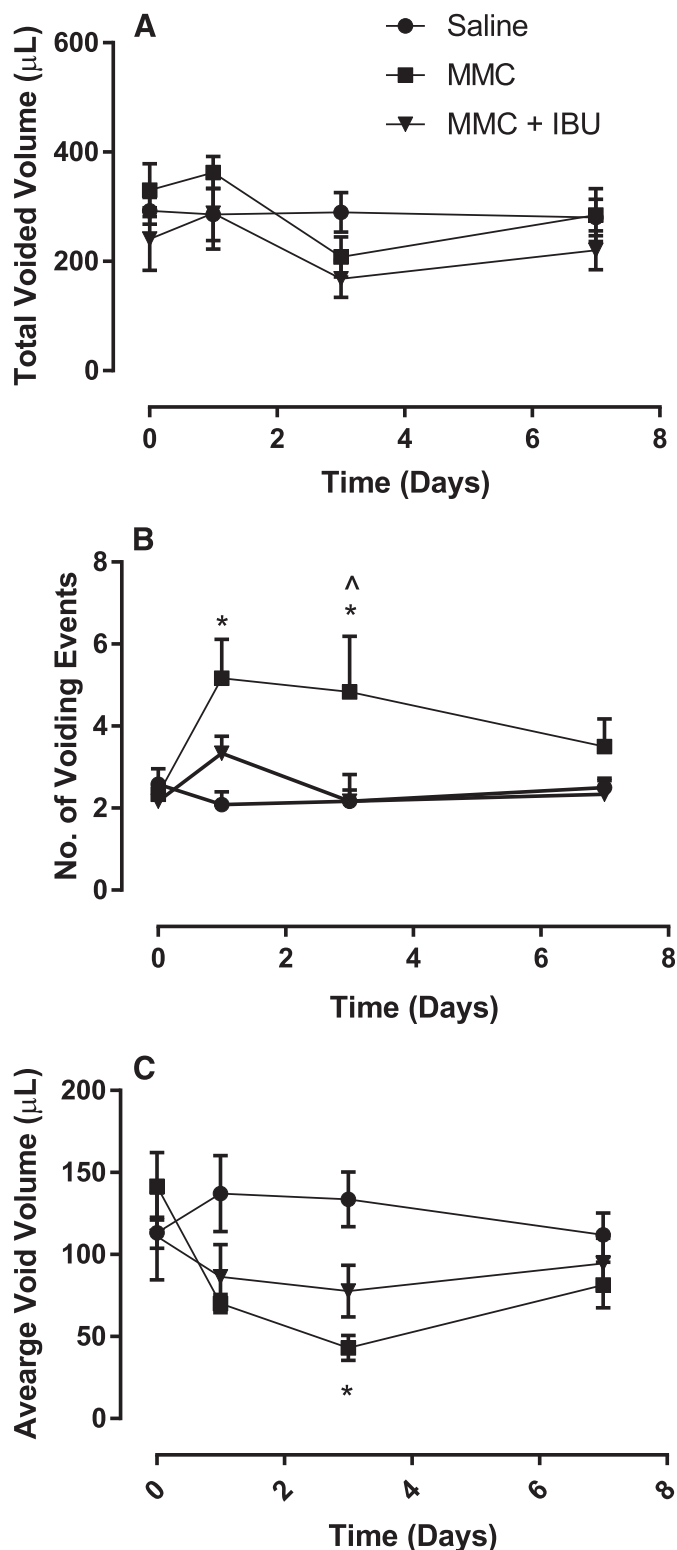 A
Saline
MMC
MMC + IBU
Total Voided Volume (μL)
600
400
200
0
0 2 4 6 8
Time (Days)
B
No. of Voiding Events
8
6
4
2
0
*
^
*
0 2 4 6 8
Time (Days)
C
Avearge Void Volume (μL)
200
150
100
50
0
*
0 2 4 6 8
Time (Days)